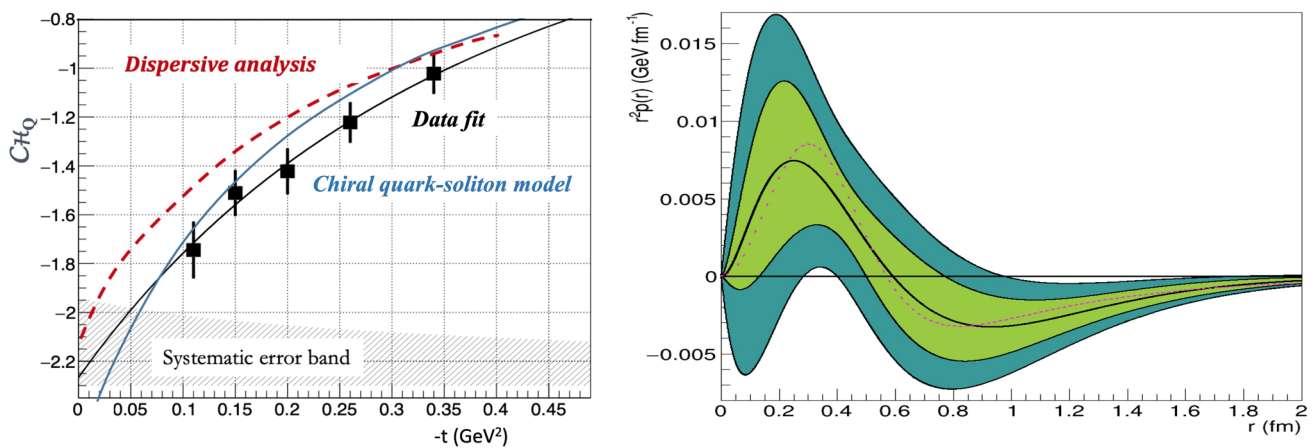 -0.8
-1
-1.2
-1.4
-1.6
-1.8
-2
-2.2
C𝓗Q
Dispersive analysis
Data fit
Chiral quark-soliton model
Systematic error band
0 0.05 0.1 0.15 0.2 0.25 0.3 0.35 0.4 0.45
-t (GeV²)
r²p(r) (GeV fm⁻¹)
0.015
0.01
0.005
0
−0.005
0 0.2 0.4 0.6 0.8 1 1.2 1.4 1.6 1.8 2
r (fm)